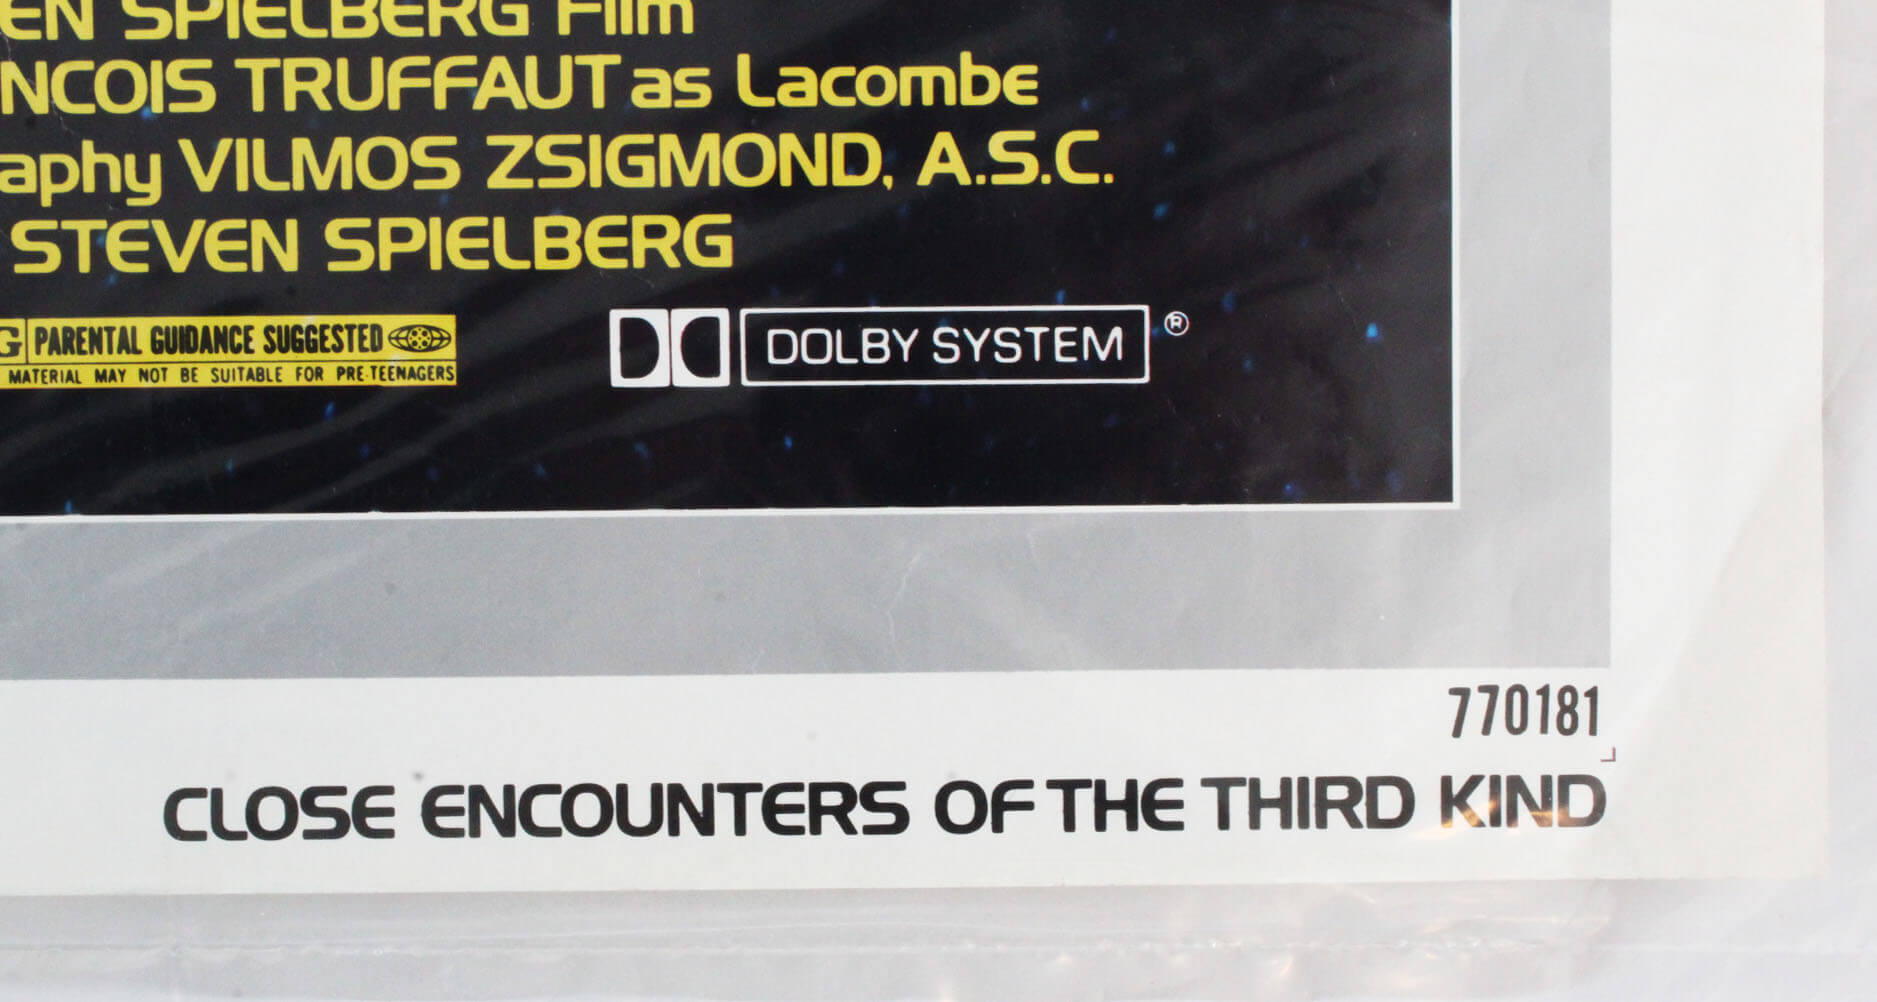 EN SPIELBERG Film
NCOIS TRUFFAUT as Lacombe
aphy VILMOS ZSIGMOND, A.S.C.
STEVEN SPIELBERG
G PARENTAL GUIDANCE SUGGESTED
MATERIAL MAY NOT BE SUITABLE FOR PRE-TEENAGERS
DOLBY SYSTEM ®
770181
CLOSE ENCOUNTERS OF THE THIRD KIND